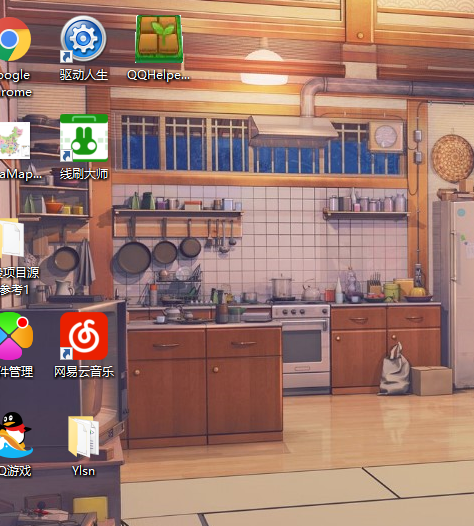 oogle
rome
驱动人生
QQHelpe...
aMap...
线刷大师
项目源
参考1
件管理
网易云音乐
Q游戏
Ylsn